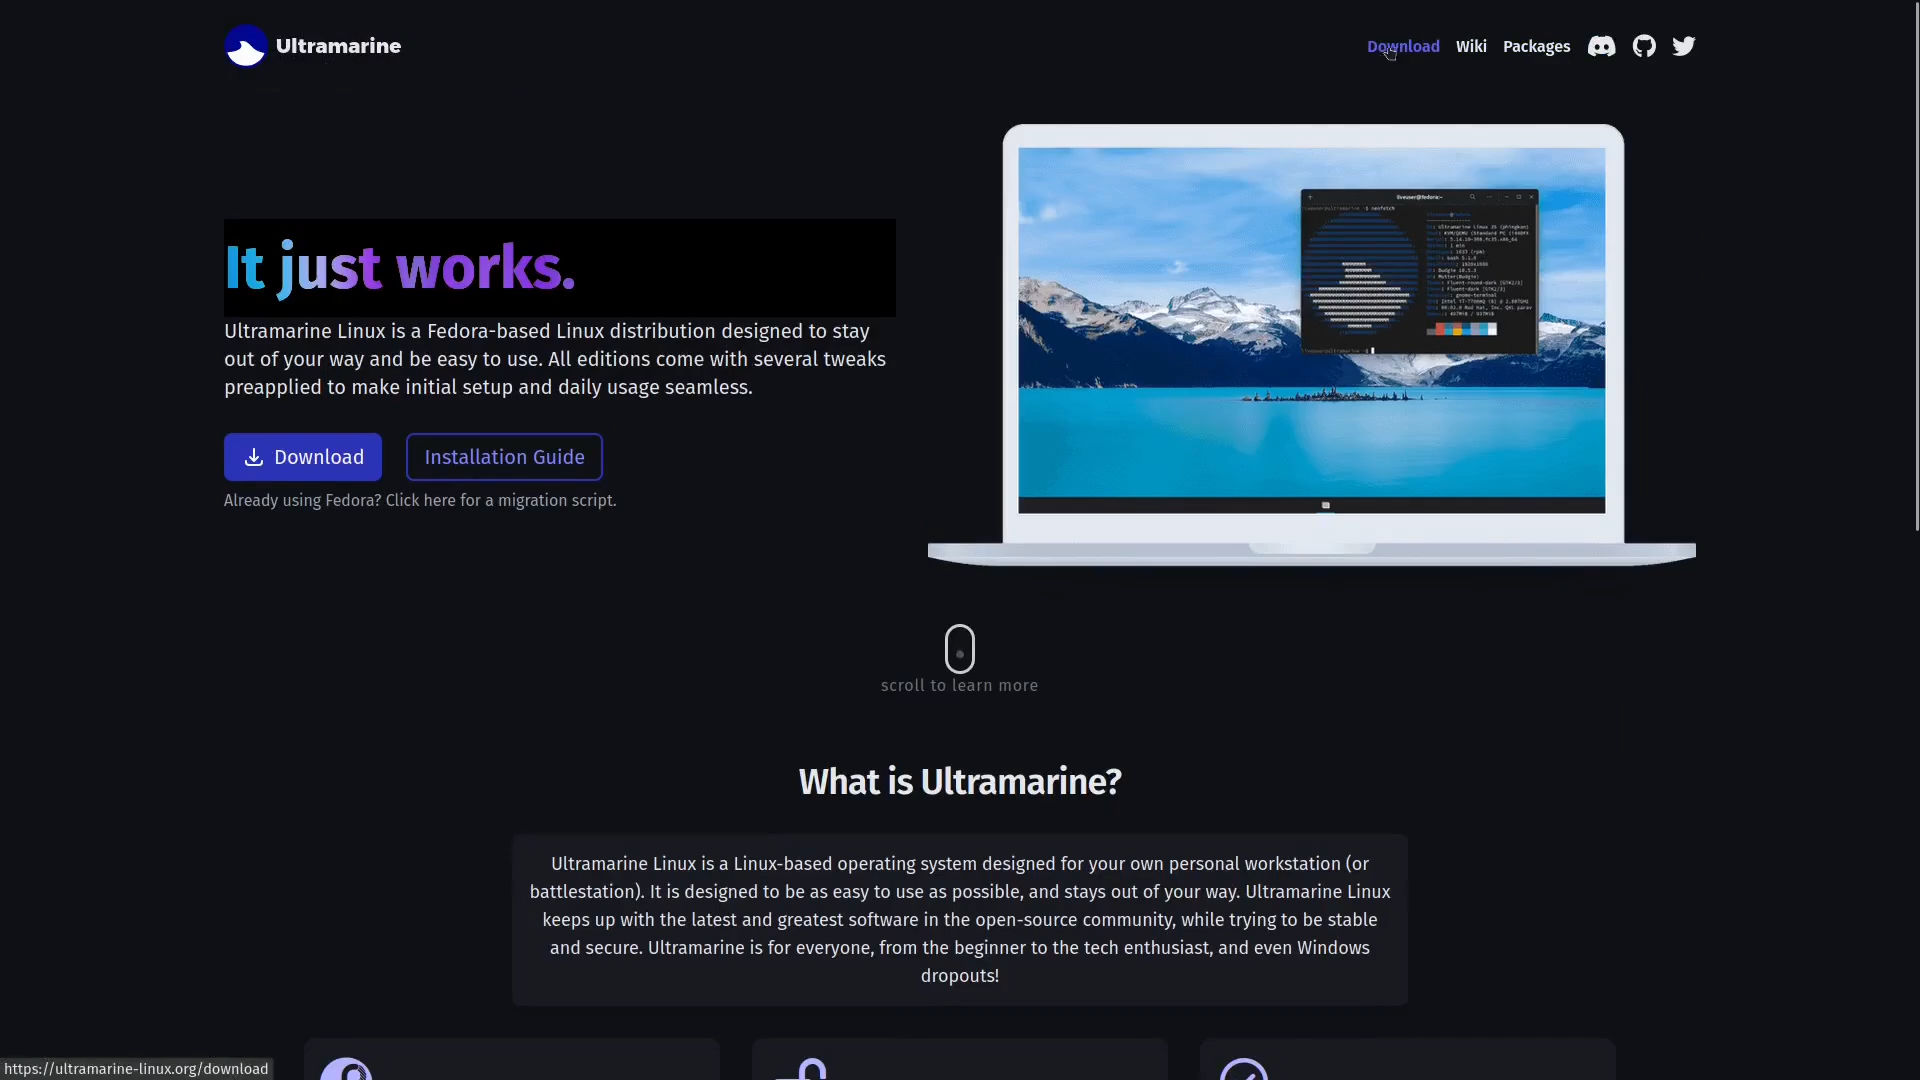 Ultramarine
Download Wiki Packages
It just works.
Ultramarine Linux is a Fedora-based Linux distribution designed to stay
out of your way and be easy to use. All editions come with several tweaks
preapplied to make initial setup and daily usage seamless.
Download
Installation Guide
Already using Fedora? Click here for a migration script.
liveuser@fedora:~
scroll to learn more
What is Ultramarine?
Ultramarine Linux is a Linux-based operating system designed for your own personal workstation (or
battlestation). It is designed to be as easy to use as possible, and stays out of your way. Ultramarine Linux
keeps up with the latest and greatest software in the open-source community, while trying to be stable
and secure. Ultramarine is for everyone, from the beginner to the tech enthusiast, and even Windows
dropouts!
https://ultramarine-linux.org/download